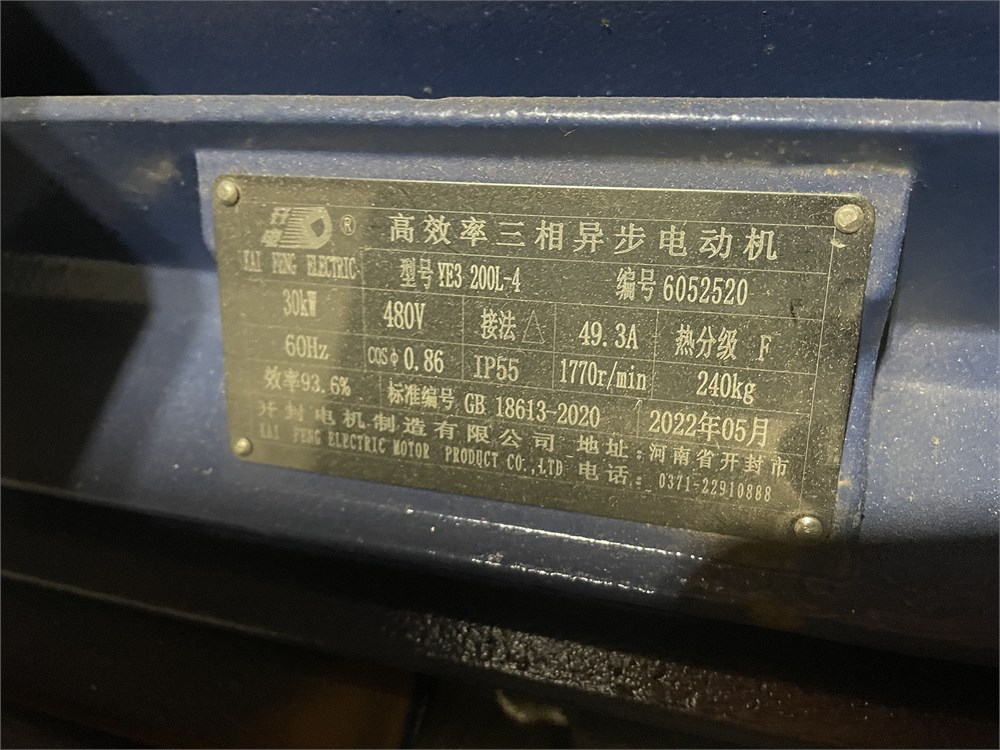 开电 ® 高效率三相异步电动机
KAI FENG ELECTRIC 型号 YE3 200L-4 编号 6052520
30kW 480V 接法 △ 49.3A 热分级 F
60Hz COSφ 0.86 IP55 1770r/min 240kg
效率93.6% 标准编号 GB 18613-2020 2022年05月
开封电机制造有限公司 地址：河南省开封市
KAI FENG ELECTRIC MOTOR PRODUCT CO.,LTD 电话：0371-22910888